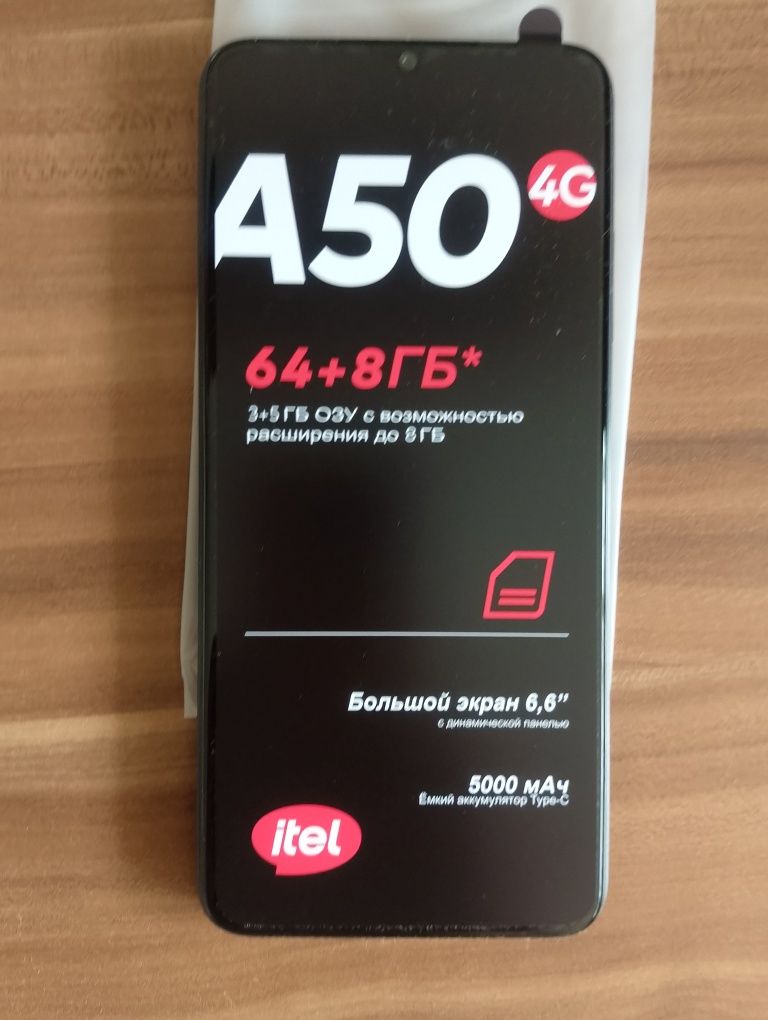 A50 4G
64+8ГБ*
3+5 ГБ ОЗУ с возможностью
расширения до 8 ГБ
Большой экран 6,6”
с динамической панелью
5000 мАч
Ёмкий аккумулятор Type-C
itel